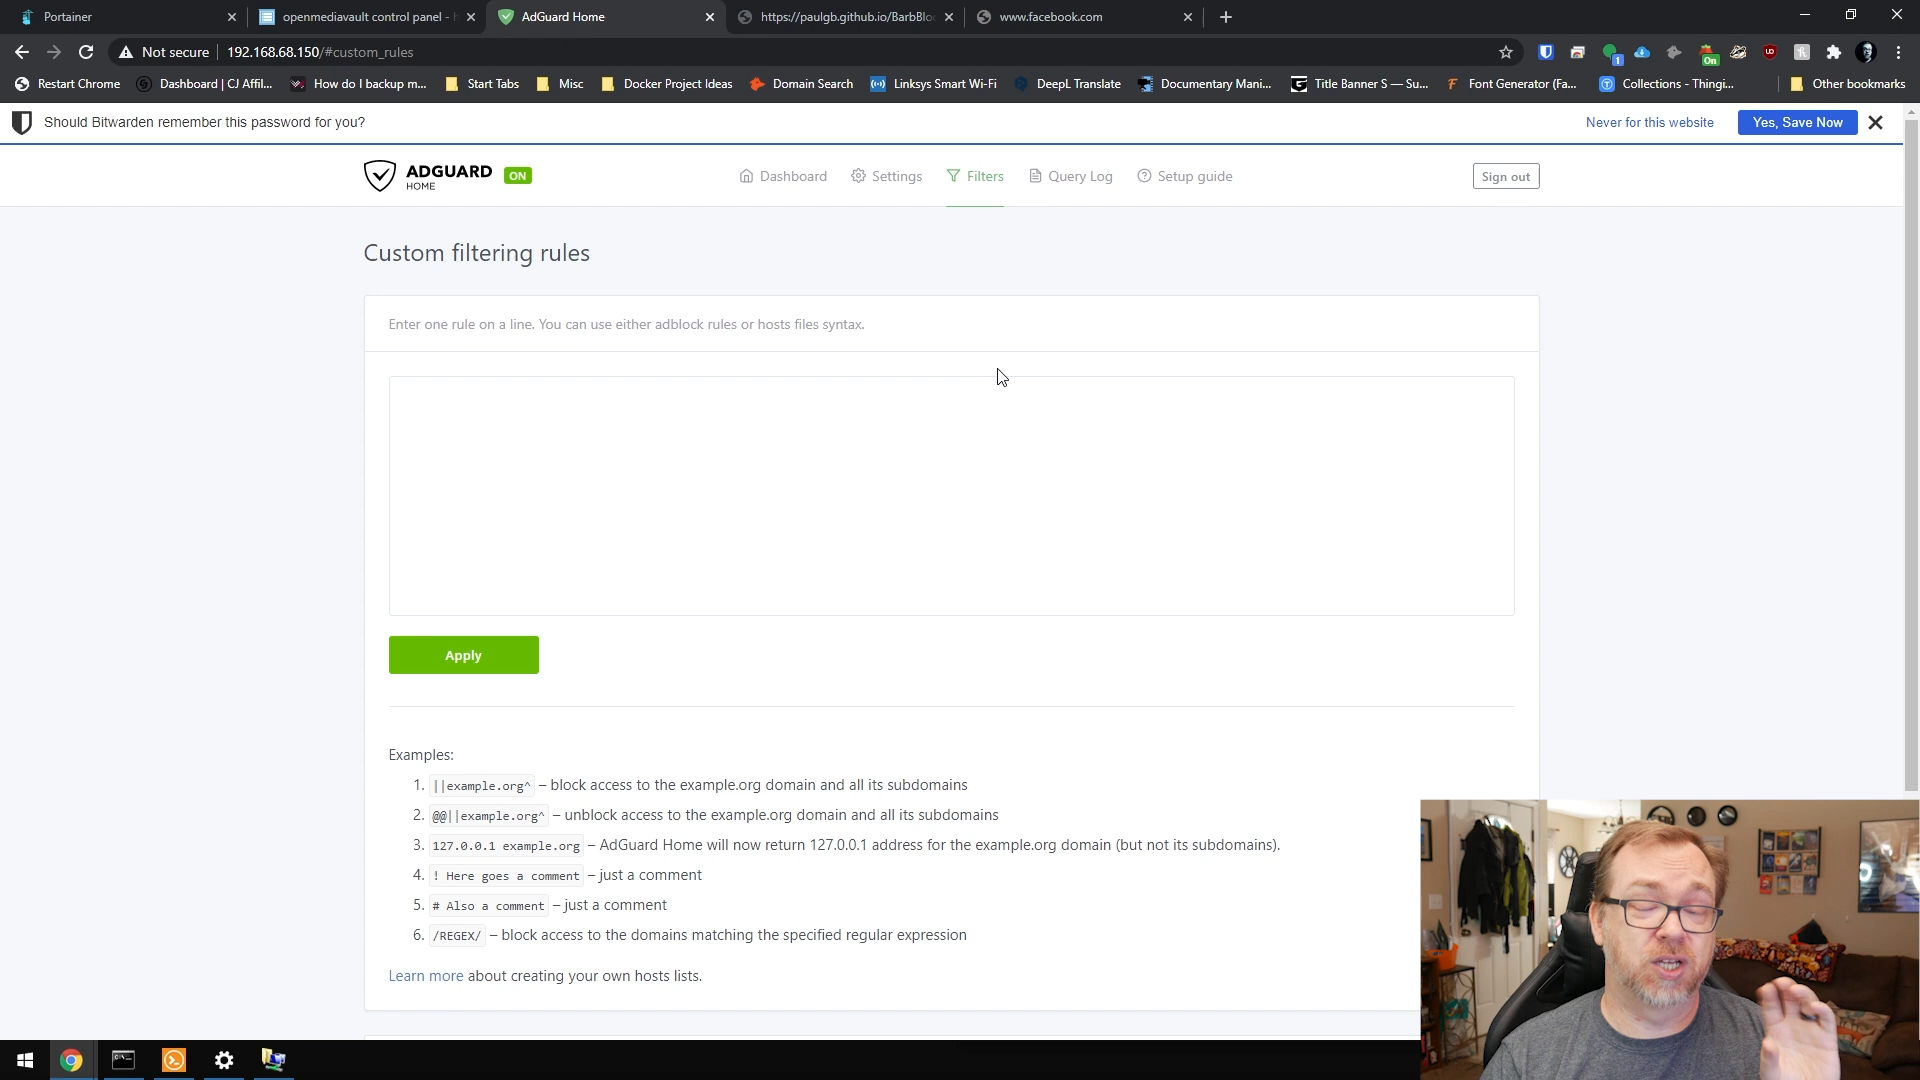 Portainer
openmediavault control panel - h
AdGuard Home
https://paulgb.github.io/BarbBloc
www.facebook.com
Not secure
192.168.68.150/#custom_rules
1
On
Restart Chrome
Dashboard | CJ Affil...
How do I backup m...
Start Tabs
Misc
Docker Project Ideas
Domain Search
Linksys Smart Wi-Fi
DeepL Translate
Documentary Mani...
Title Banner S — Su...
Font Generator (Fa...
Collections - Thingi...
Other bookmarks
Should Bitwarden remember this password for you?
Never for this website
Yes, Save Now
ADGUARD
HOME
ON
Dashboard
Settings
Filters
Query Log
Setup guide
Sign out
Custom filtering rules
Enter one rule on a line. You can use either adblock rules or hosts files syntax.
Apply
Examples:
1. ||example.org^ – block access to the example.org domain and all its subdomains
2. @@||example.org^ – unblock access to the example.org domain and all its subdomains
3. 127.0.0.1 example.org – AdGuard Home will now return 127.0.0.1 address for the example.org domain (but not its subdomains).
4. ! Here goes a comment – just a comment
5. # Also a comment – just a comment
6. /REGEX/ – block access to the domains matching the specified regular expression
Learn more about creating your own hosts lists.